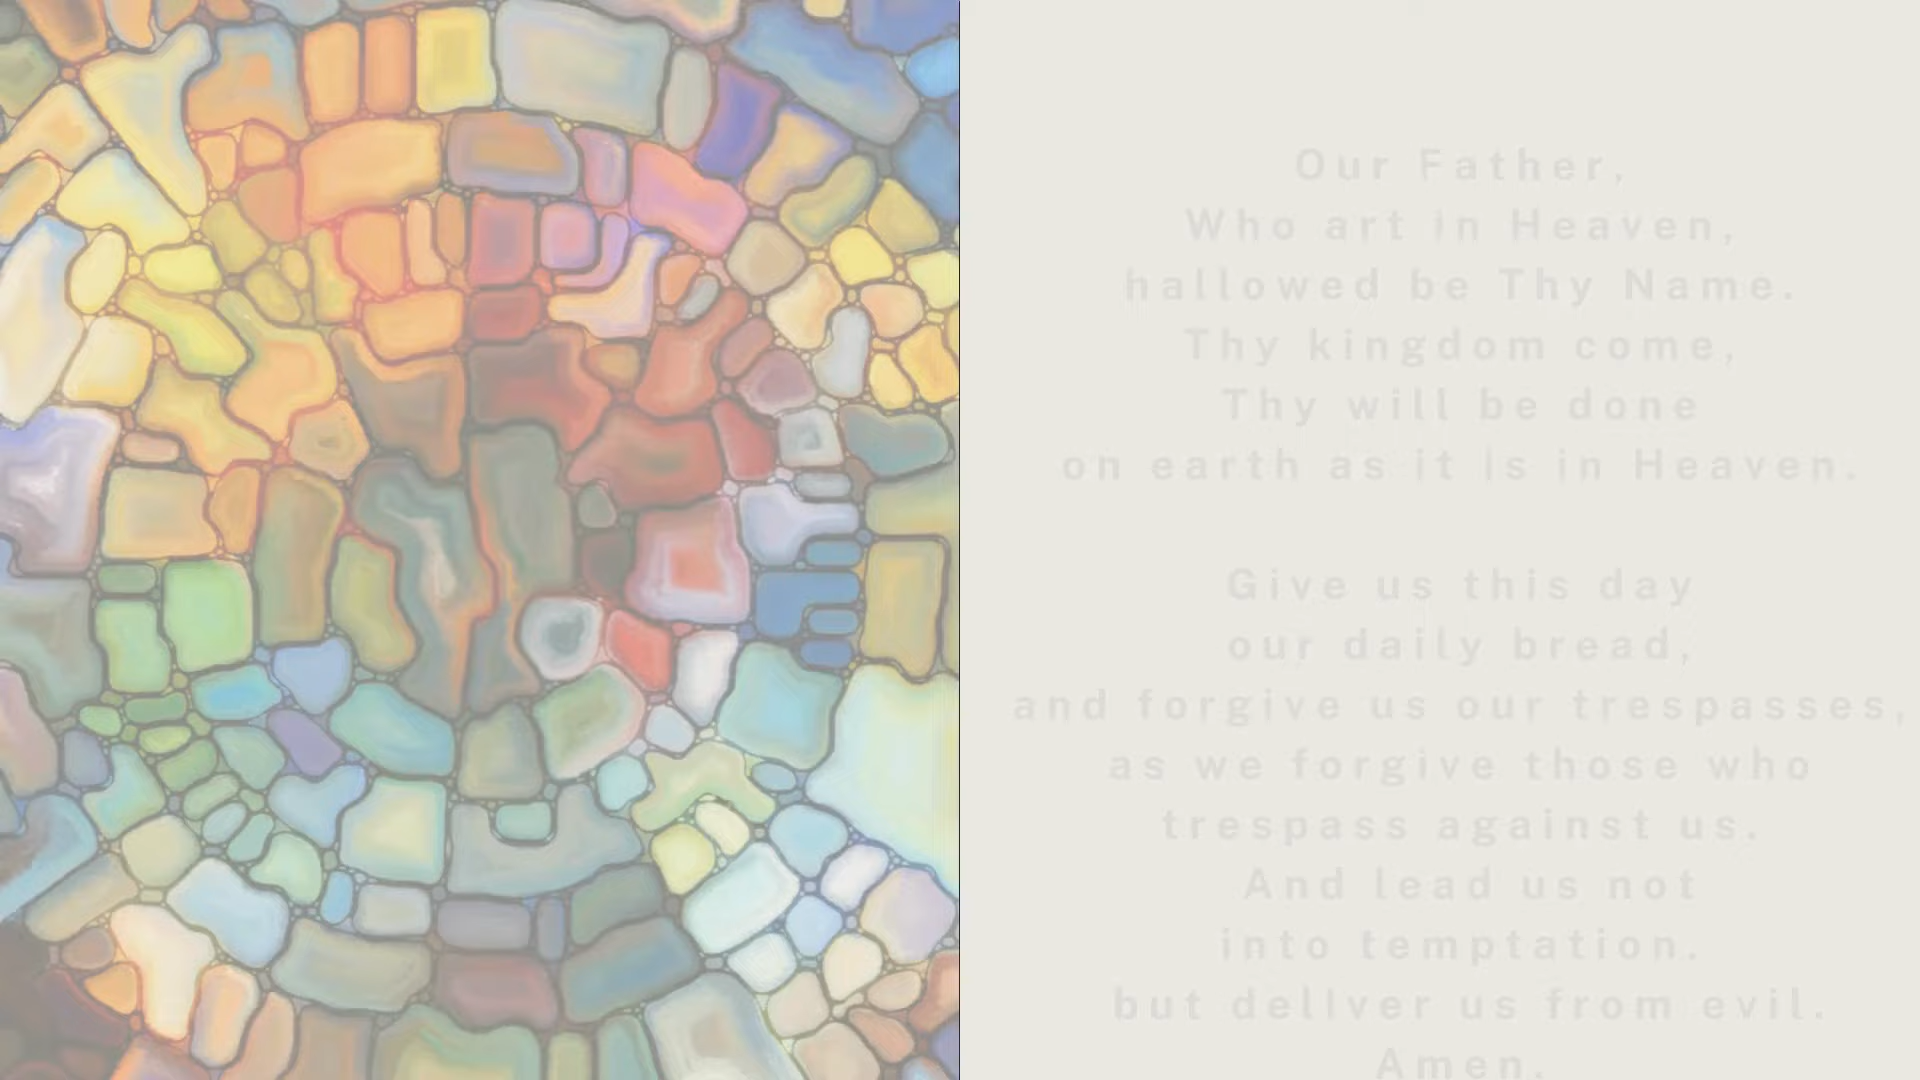 Our Father,
Who art in Heaven,
hallowed be Thy Name.
Thy kingdom come,
Thy will be done
on earth as it is in Heaven.
Give us this day
our daily bread,
and forgive us our trespasses,
as we forgive those who
trespass against us.
And lead us not
into temptation.
but deliver us from evil.
Amen.